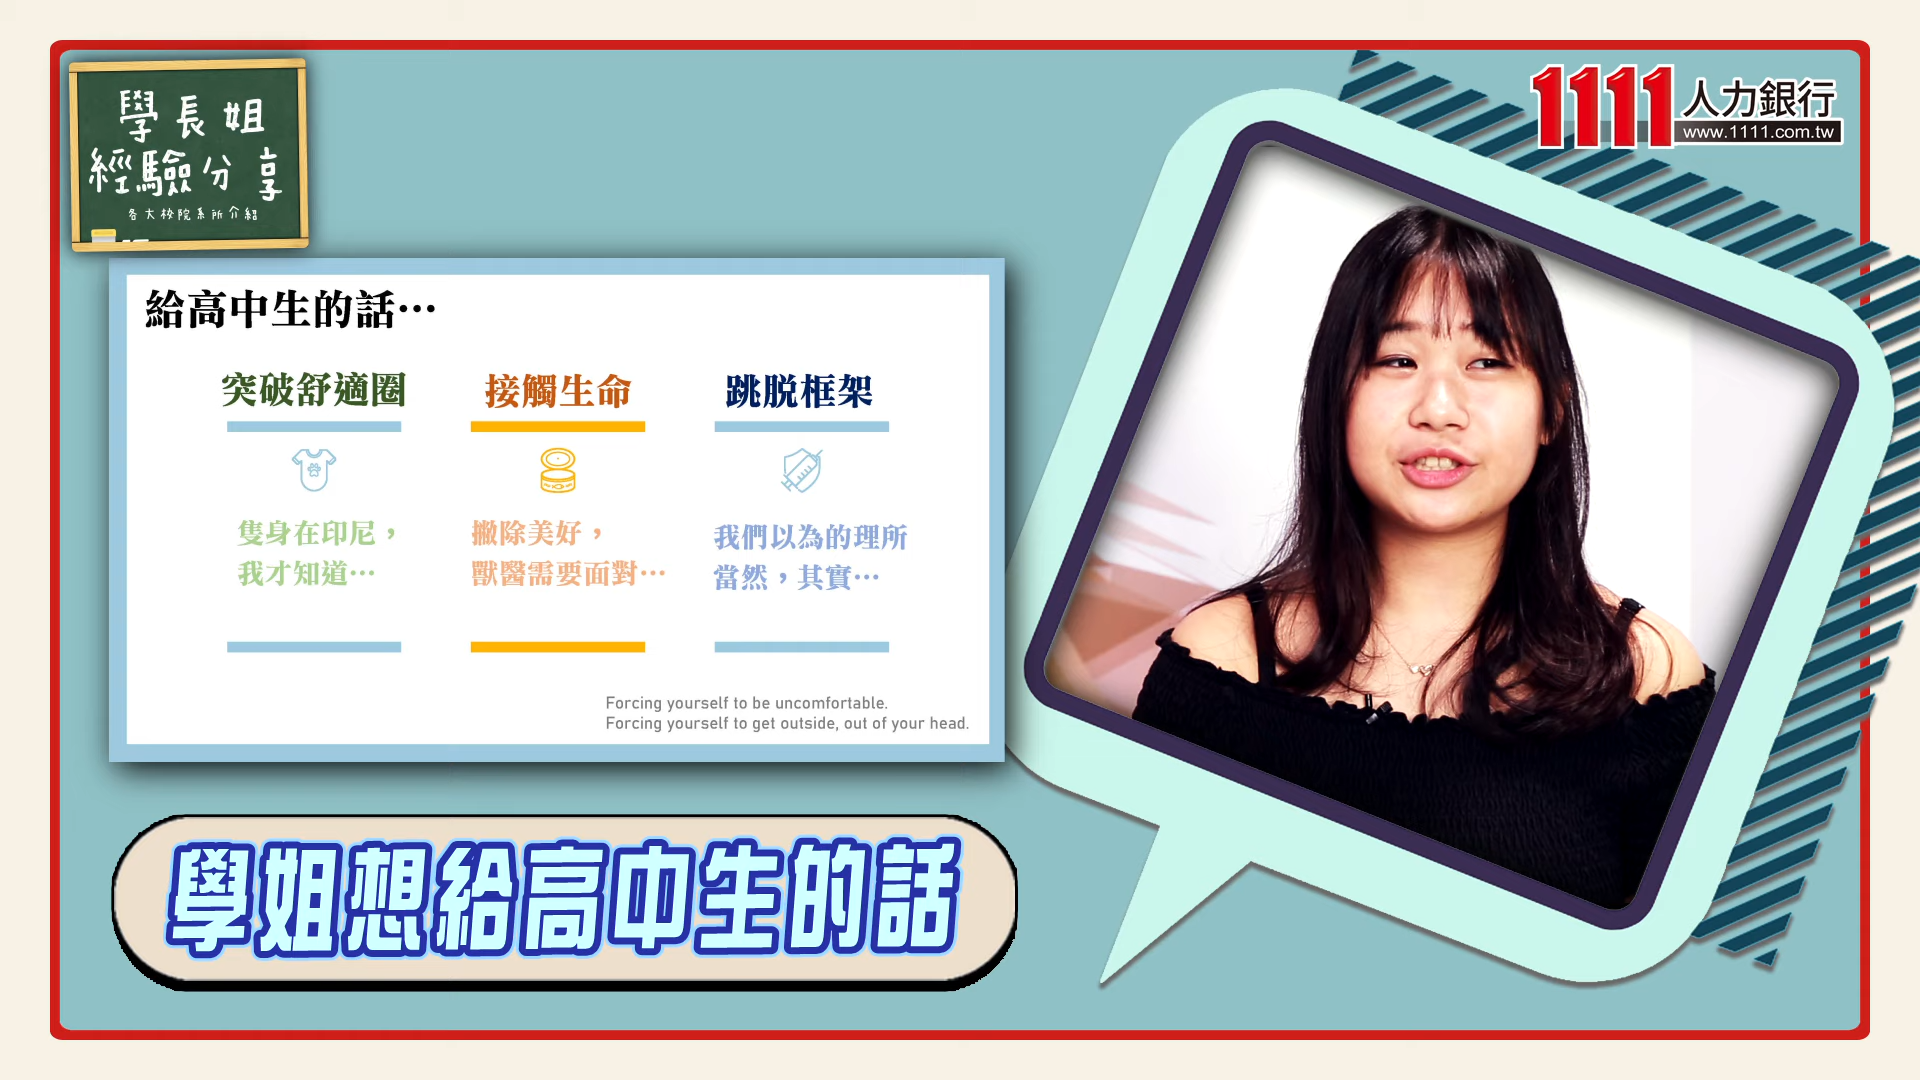 學長姐
經驗分享
各大校院系所介紹
1111人力銀行
www.1111.com.tw
給高中生的話…
突破舒適圈
隻身在印尼，
我才知道…
接觸生命
撇除美好，
獸醫需要面對…
跳脫框架
我們以為的理所
當然，其實…
Forcing yourself to be uncomfortable.
Forcing yourself to get outside, out of your head.
學姐想給高中生的話